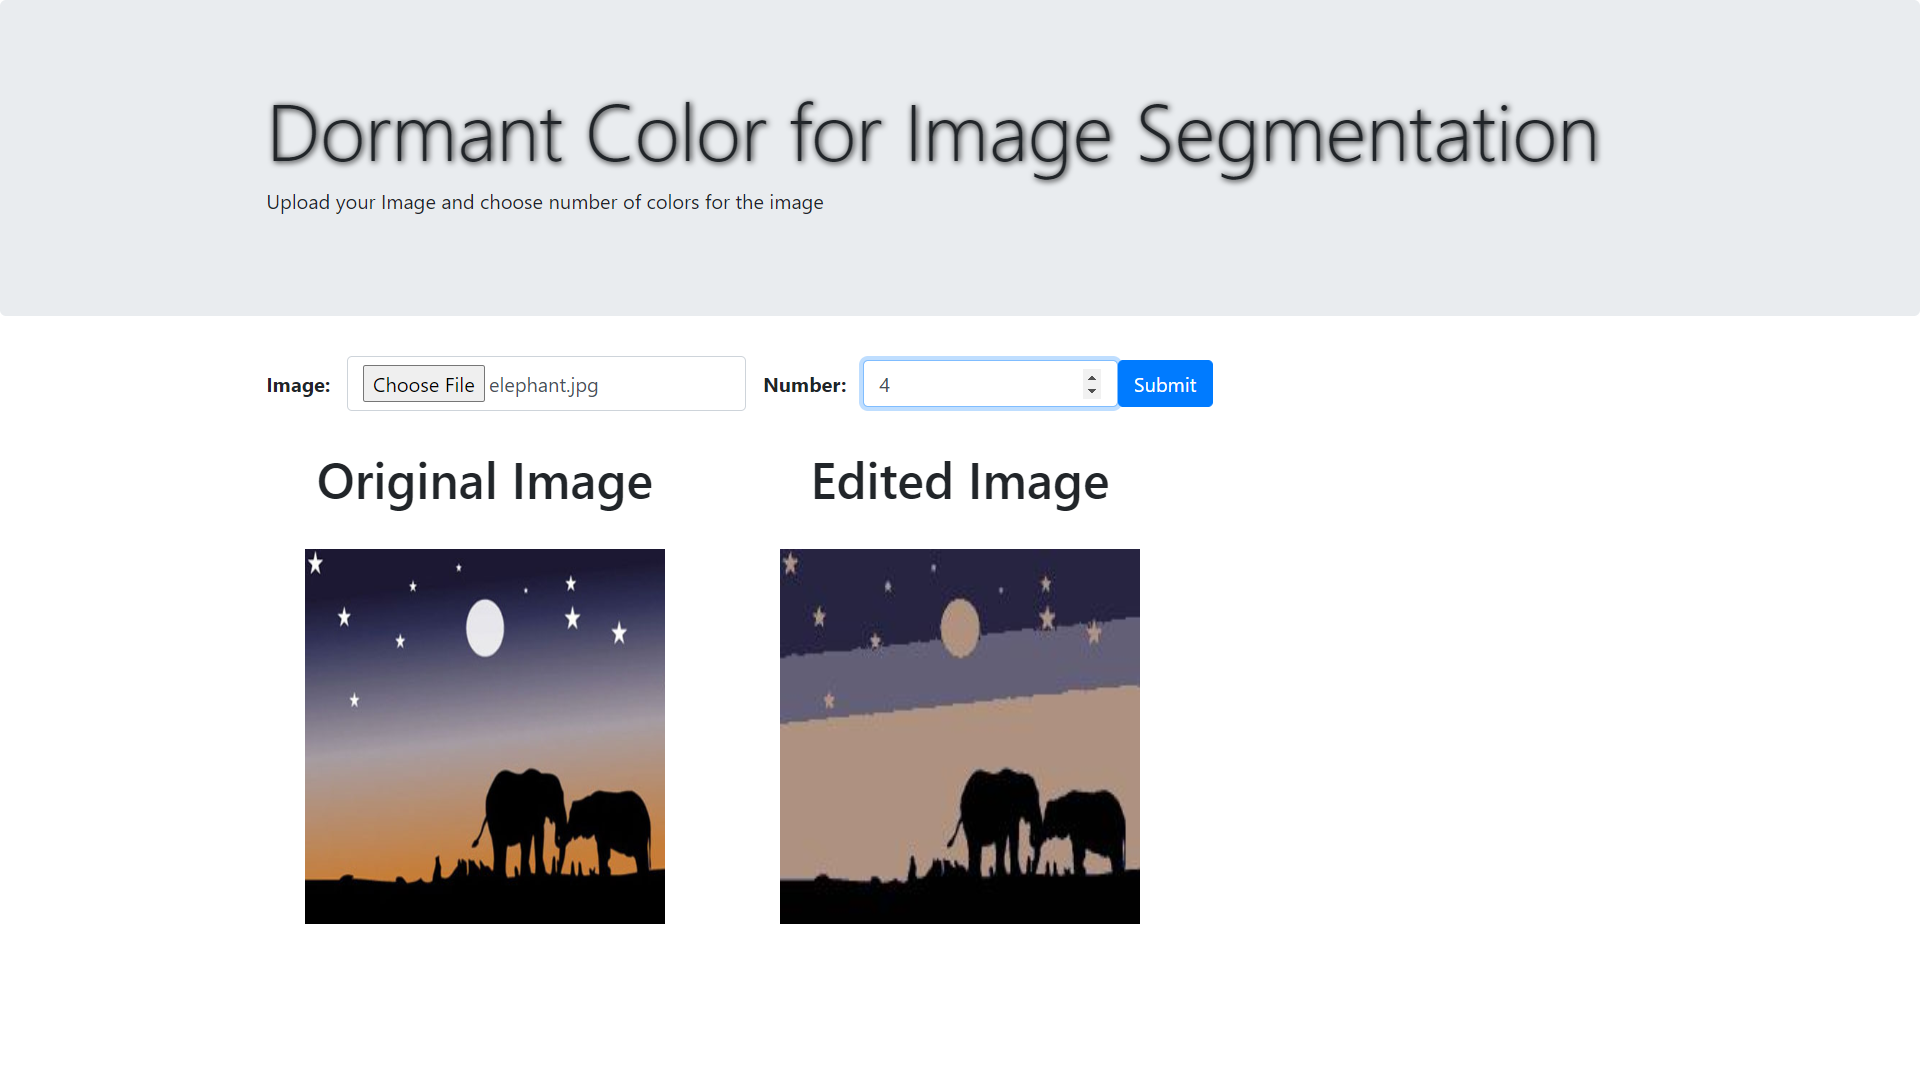 Dormant Color for Image Segmentation
Upload your Image and choose number of colors for the image
Image: Choose File elephant.jpg Number: 4 Submit
Original Image Edited Image